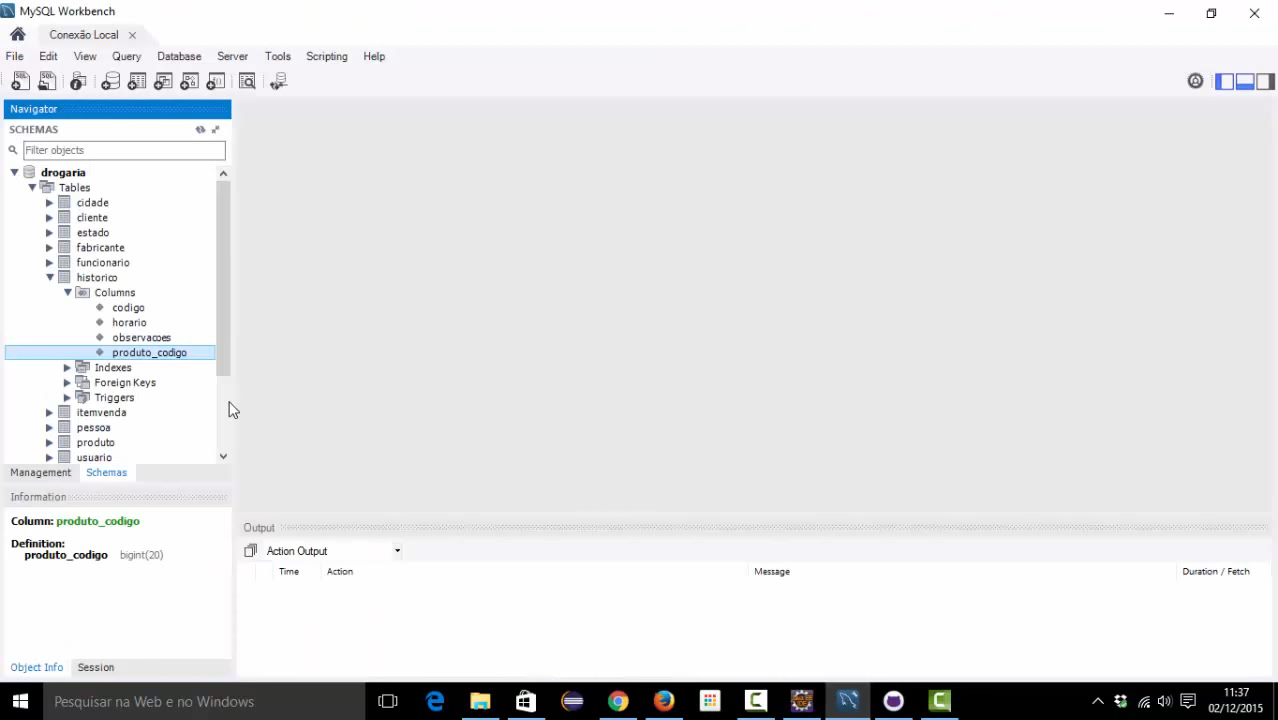 MySQL Workbench
Conexão Local
File Edit View Query Database Server Tools Scripting Help
Navigator
SCHEMAS
Filter objects
drogaria
Tables
cidade
cliente
estado
fabricante
funcionario
historico
Columns
codigo
horario
observacoes
produto_codigo
Indexes
Foreign Keys
Triggers
itemvenda
pessoa
produto
usuario
Management Schemas
Information
Column: produto_codigo
Definition:
produto_codigo bigint(20)
Object Info Session
Output
Action Output
Time Action Message Duration / Fetch
Pesquisar na Web e no Windows
11:37
02/12/2015